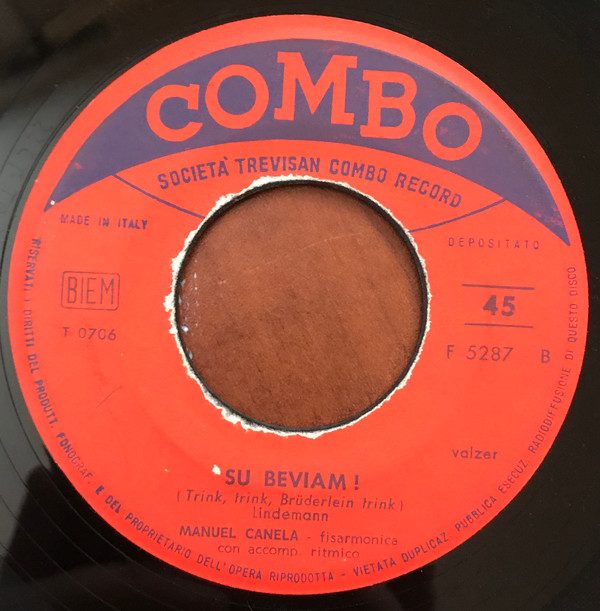 COMBO
SOCIETÀ TREVISAN COMBO RECORD
MADE IN ITALY
DEPOSITATO
BIEM
45
T 0706
F 5287 B
valzer
SU BEVIAM !
(Trink, trink, Brüderlein trink)
Lindemann
MANUEL CANELA - fisarmonica
con accomp. ritmico
RISERVATI I DIRITTI DEL PRODUTT. FONOGRAF. E DEL PROPRIETARIO DELL'OPERA RIPRODOTTA - VIETATA DUPLICAZ. PUBBLICA ESECUZ. RADIODIFFUSIONE DI QUESTO DISCO